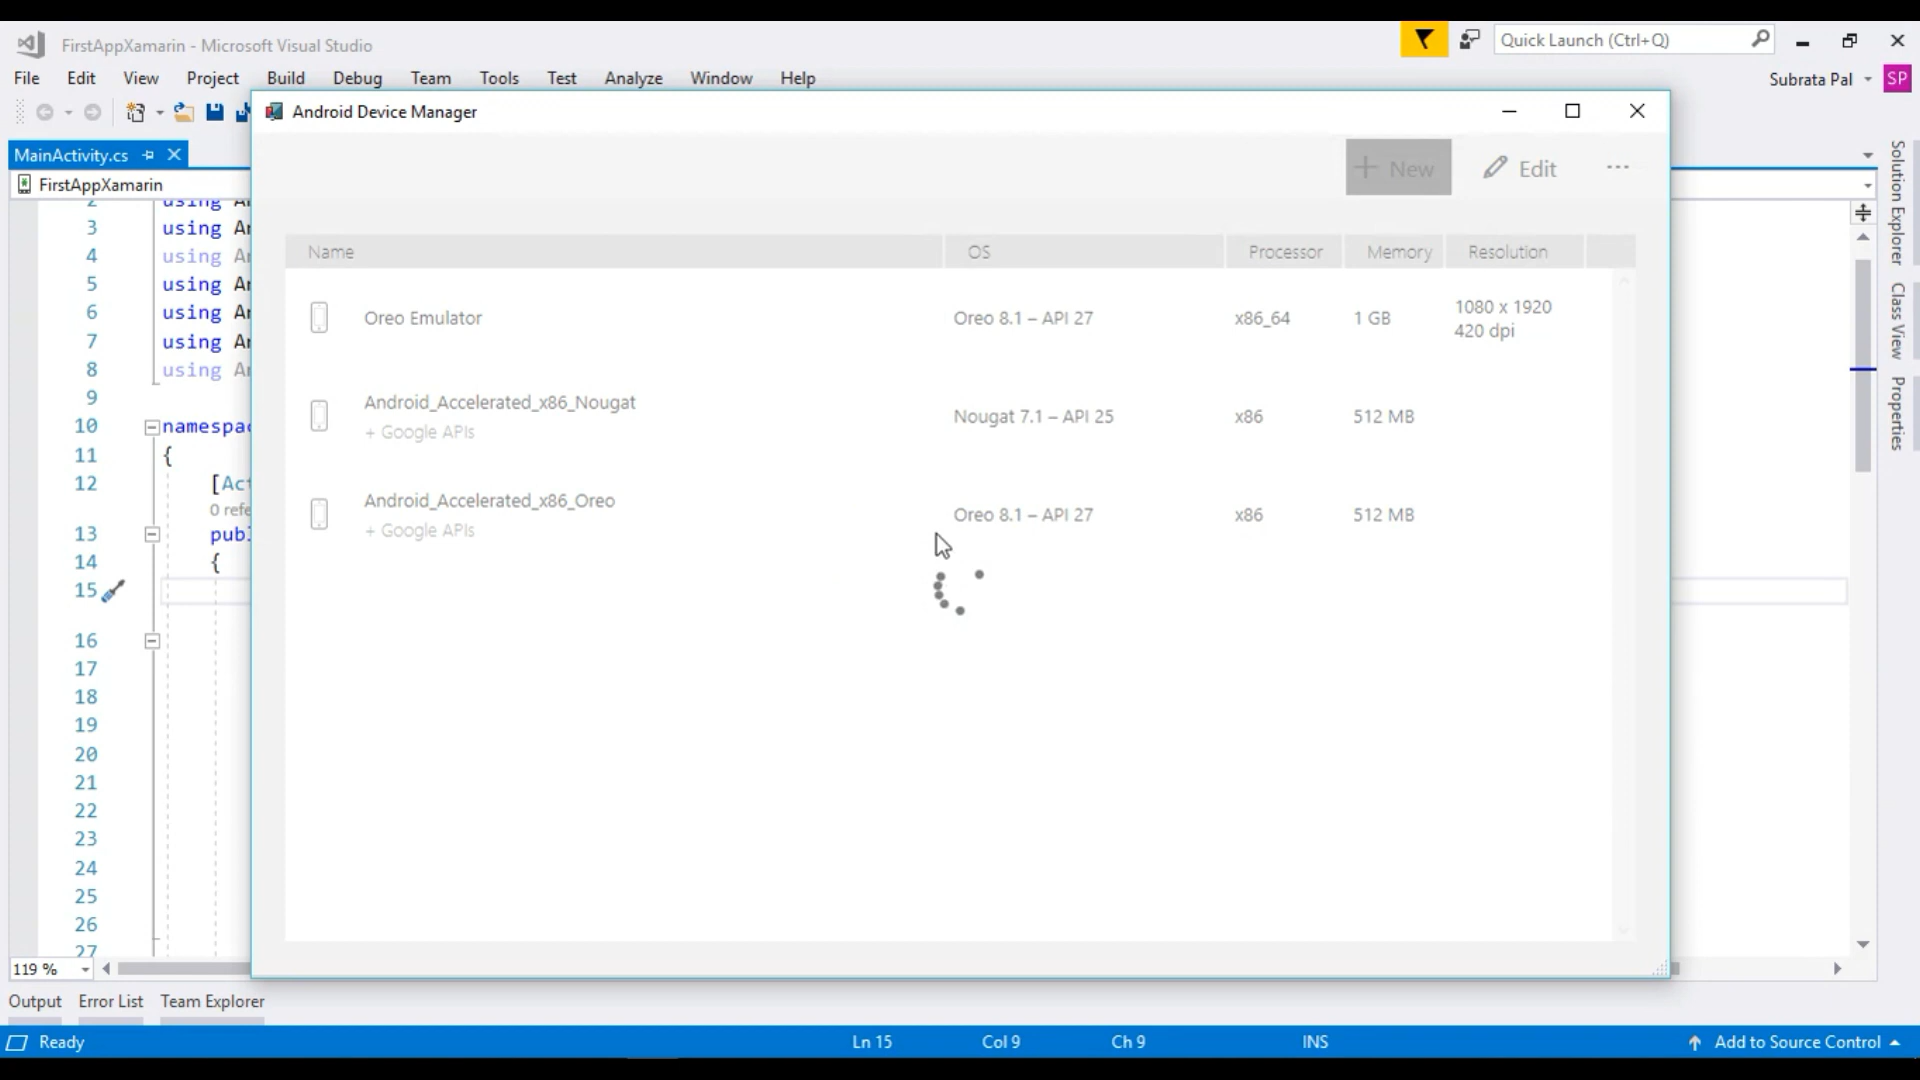 FirstAppXamarin - Microsoft Visual Studio
Quick Launch (Ctrl+Q)
File Edit View Project Build Debug Team Tools Test Analyze Window Help
Subrata Pal SP
Android Device Manager
MainActivity.cs
New Edit ...
FirstAppXamarin
Name OS Processor Memory Resolution
2 using
3 using
4 using
5 using
6 using
7 using
8 using
9
10 namespac
11 {
12 [Act
0 refe
13 publ
14 {
15
16
17
18
19
20
21
22
23
24
25
26
27
Oreo Emulator Oreo 8.1 – API 27 x86_64 1 GB 1080 x 1920
420 dpi
Android_Accelerated_x86_Nougat
+ Google APIs
Nougat 7.1 – API 25 x86 512 MB
Android_Accelerated_x86_Oreo
+ Google APIs
Oreo 8.1 – API 27 x86 512 MB
Solution Explorer
Class View
Properties
119 %
Output Error List Team Explorer
Ready Ln 15 Col 9 Ch 9 INS Add to Source Control